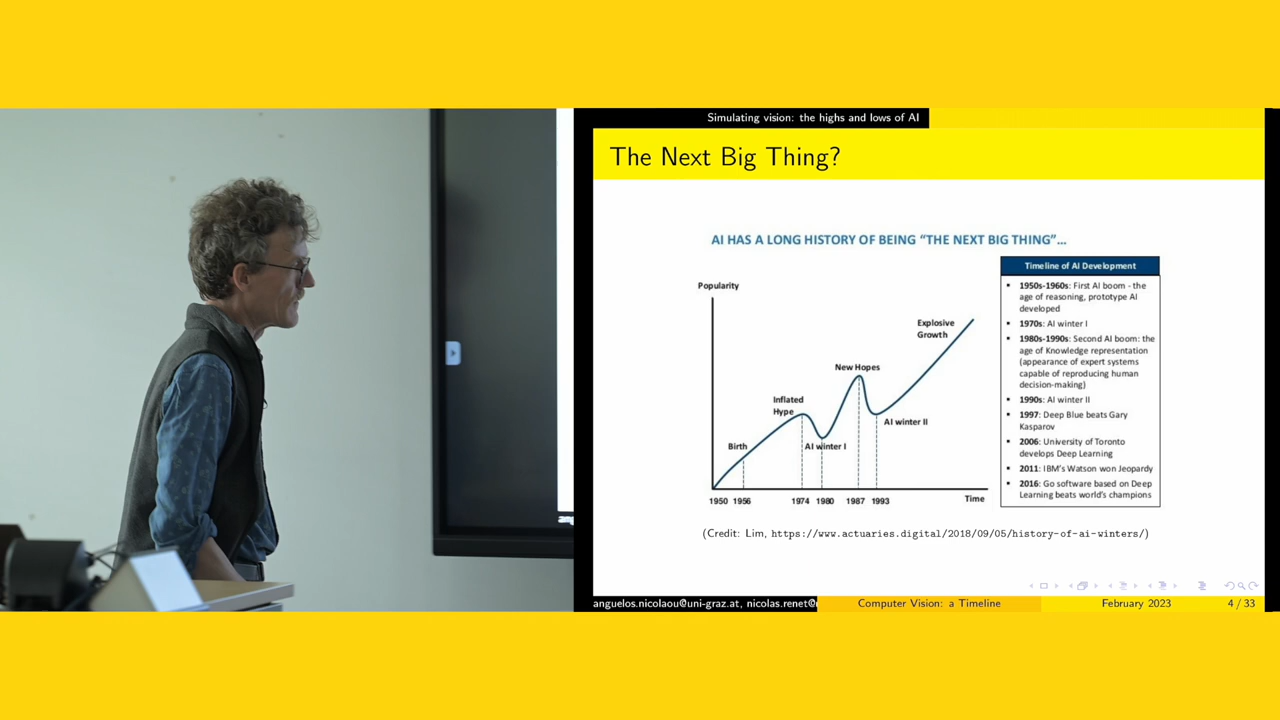 Simulating vision: the highs and lows of AI
The Next Big Thing?
AI HAS A LONG HISTORY OF BEING “THE NEXT BIG THING”...
Popularity
Explosive
Growth
New Hopes
Inflated
Hype
AI winter II
Birth
AI winter I
1950 1956 1974 1980 1987 1993
Time
Timeline of AI Development
1950s-1960s: First AI boom - the
age of reasoning, prototype AI
developed
1970s: AI winter I
1980s-1990s: Second AI boom: the
age of Knowledge representation
(appearance of expert systems
capable of reproducing human
decision-making)
1990s: AI winter II
1997: Deep Blue beats Gary
Kasparov
2006: University of Toronto
develops Deep Learning
2011: IBM's Watson won Jeopardy
2016: Go software based on Deep
Learning beats world's champions
(Credit: Lim, https://www.actuaries.digital/2018/09/05/history-of-ai-winters/)
anguelos.nicolaou@uni-graz.at, nicolas.renet@
Computer Vision: a Timeline
February 2023
4 / 33